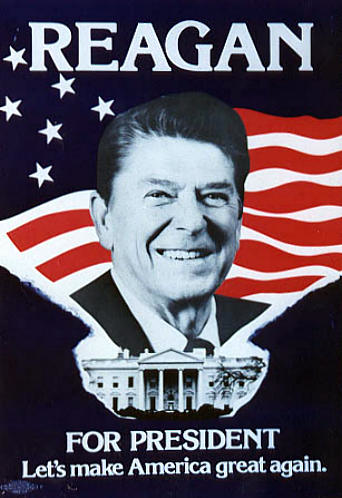 REAGAN
FOR PRESIDENT
Let's make America great again.